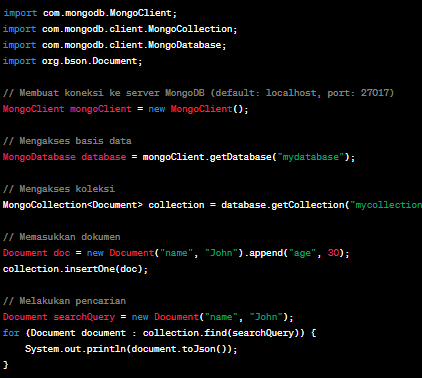 import com.mongodb.MongoClient;
import com.mongodb.client.MongoCollection;
import com.mongodb.client.MongoDatabase;
import org.bson.Document;

// Membuat koneksi ke server MongoDB (default: localhost, port: 27017)
MongoClient mongoClient = new MongoClient();

// Mengakses basis data
MongoDatabase database = mongoClient.getDatabase("mydatabase");

// Mengakses koleksi
MongoCollection<Document> collection = database.getCollection("mycollection

// Memasukkan dokumen
Document doc = new Document("name", "John").append("age", 30);
collection.insertOne(doc);

// Melakukan pencarian
Document searchQuery = new Document("name", "John");
for (Document document : collection.find(searchQuery)) {
    System.out.println(document.toJson());
}